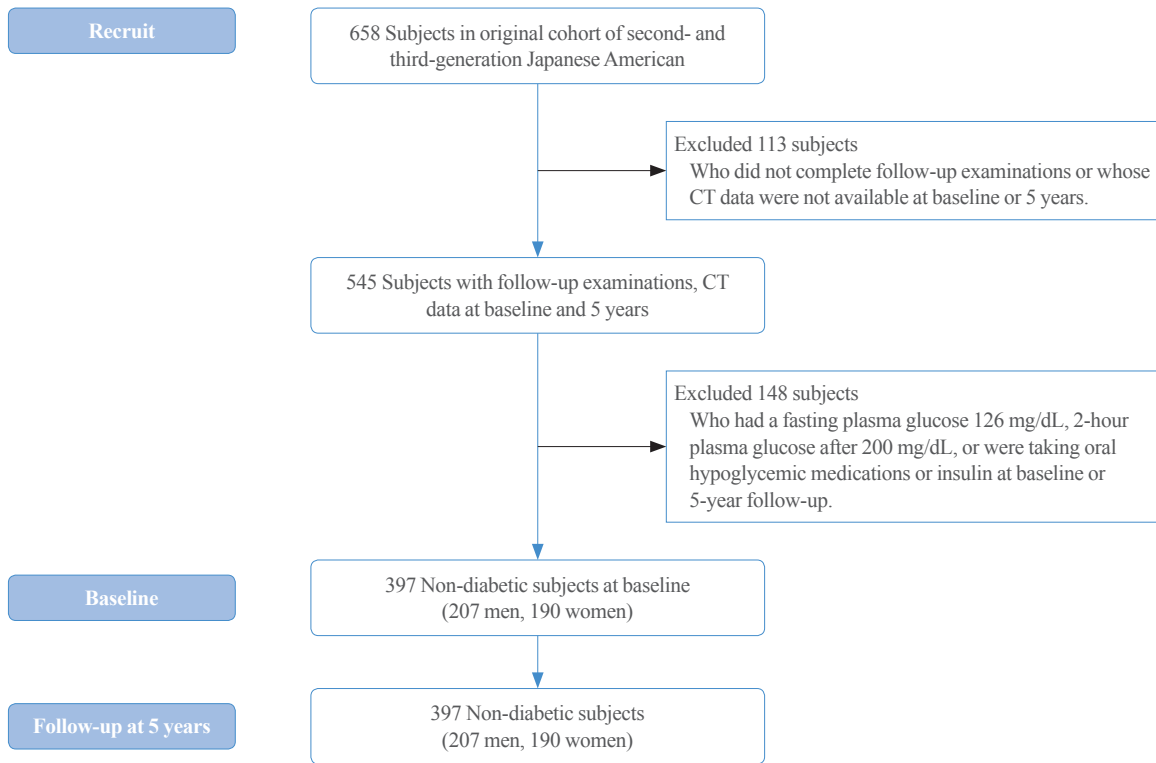 Recruit
658 Subjects in original cohort of second- and
third-generation Japanese American
Excluded 113 subjects
Who did not complete follow-up examinations or whose
CT data were not available at baseline or 5 years.
545 Subjects with follow-up examinations, CT
data at baseline and 5 years
Excluded 148 subjects
Who had a fasting plasma glucose 126 mg/dL, 2-hour
plasma glucose after 200 mg/dL, or were taking oral
hypoglycemic medications or insulin at baseline or
5-year follow-up.
Baseline
397 Non-diabetic subjects at baseline
(207 men, 190 women)
Follow-up at 5 years
397 Non-diabetic subjects
(207 men, 190 women)